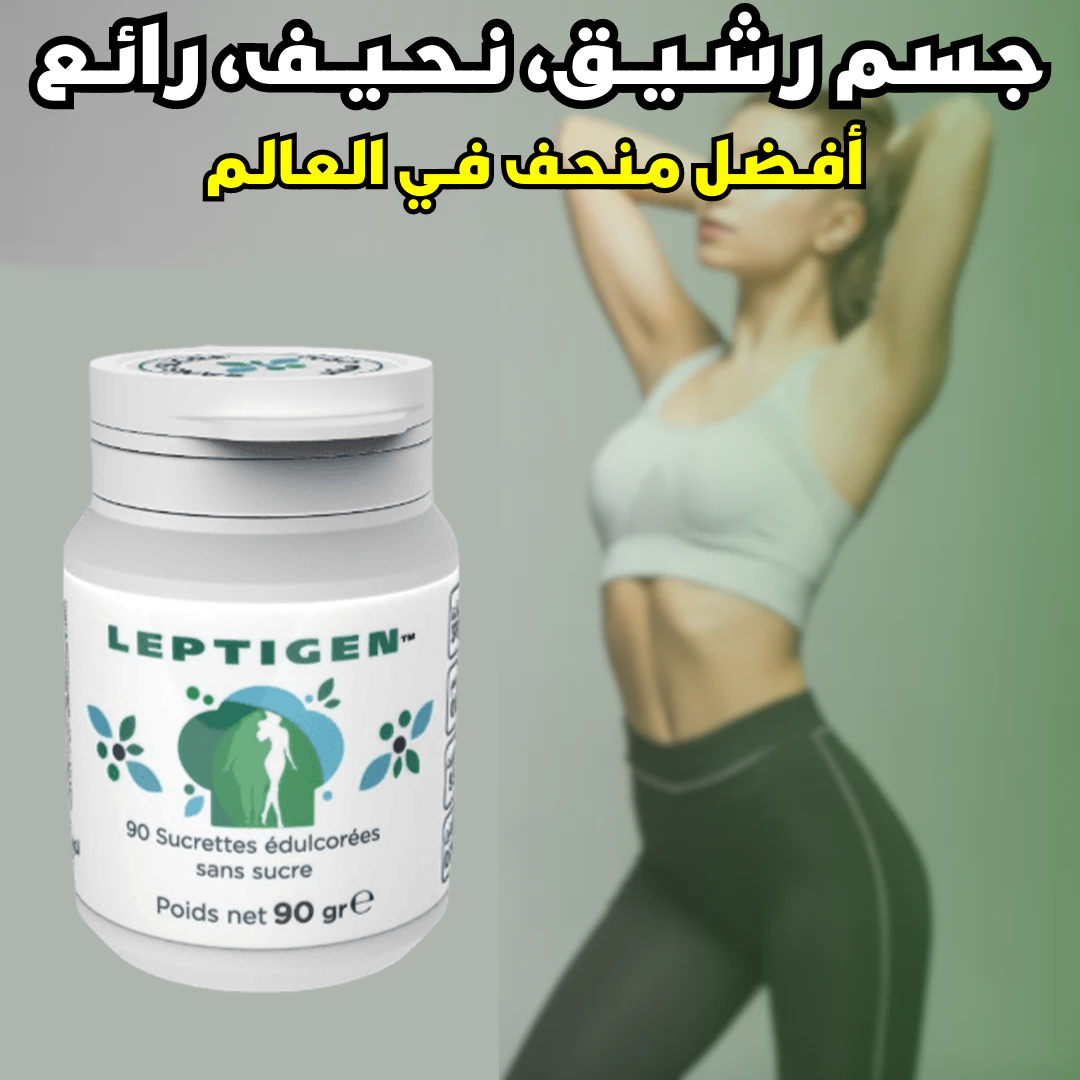 جسم رشيق، نحيف، رائع
أفضل منحف في العالم
LEPTIGEN™
90 Sucrettes édulcorées
sans sucre
Poids net 90 gr℮